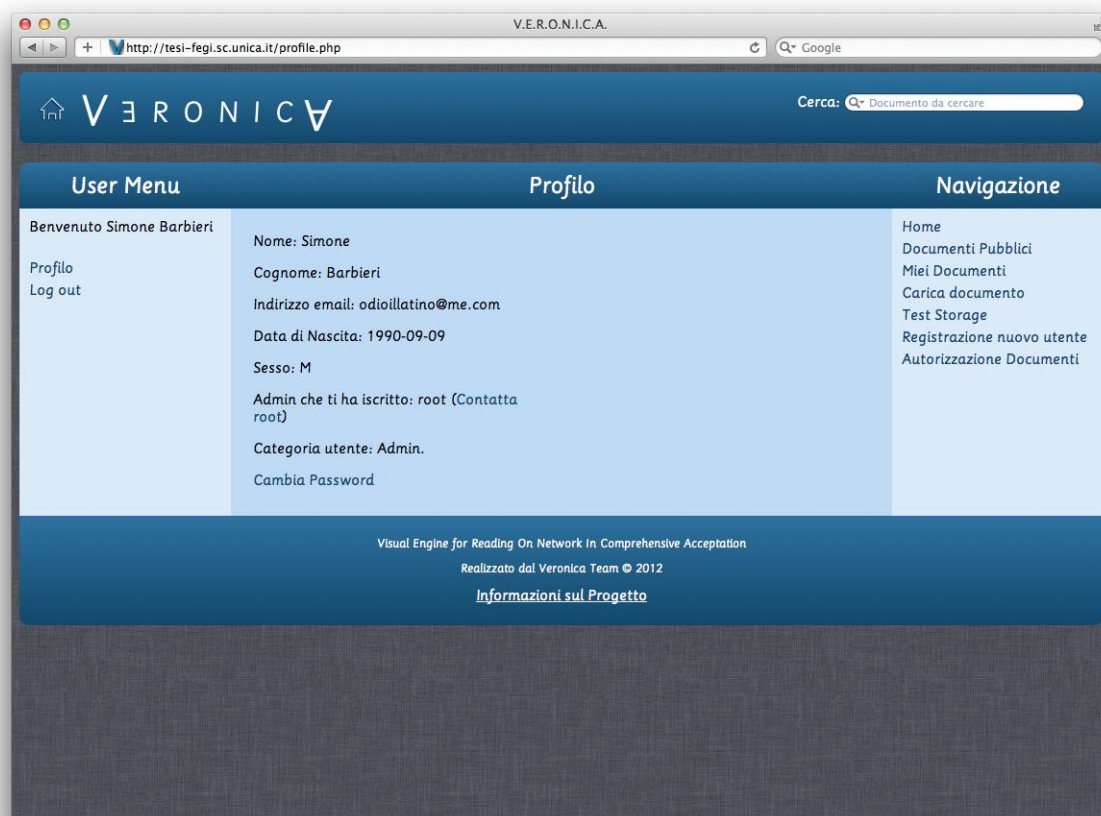 V.E.R.O.N.I.C.A.
http://tesi-fegi.sc.unica.it/profile.php
Google
VƎRONIC∀
Cerca: Documento da cercare
User Menu
Benvenuto Simone Barbieri
Profilo
Log out
Profilo
Nome: Simone
Cognome: Barbieri
Indirizzo email: odioillatino@me.com
Data di Nascita: 1990-09-09
Sesso: M
Admin che ti ha iscritto: root (Contatta
root)
Categoria utente: Admin.
Cambia Password
Navigazione
Home
Documenti Pubblici
Miei Documenti
Carica documento
Test Storage
Registrazione nuovo utente
Autorizzazione Documenti
Visual Engine for Reading On Network In Comprehensive Acceptation
Realizzato dal Veronica Team © 2012
Informazioni sul Progetto